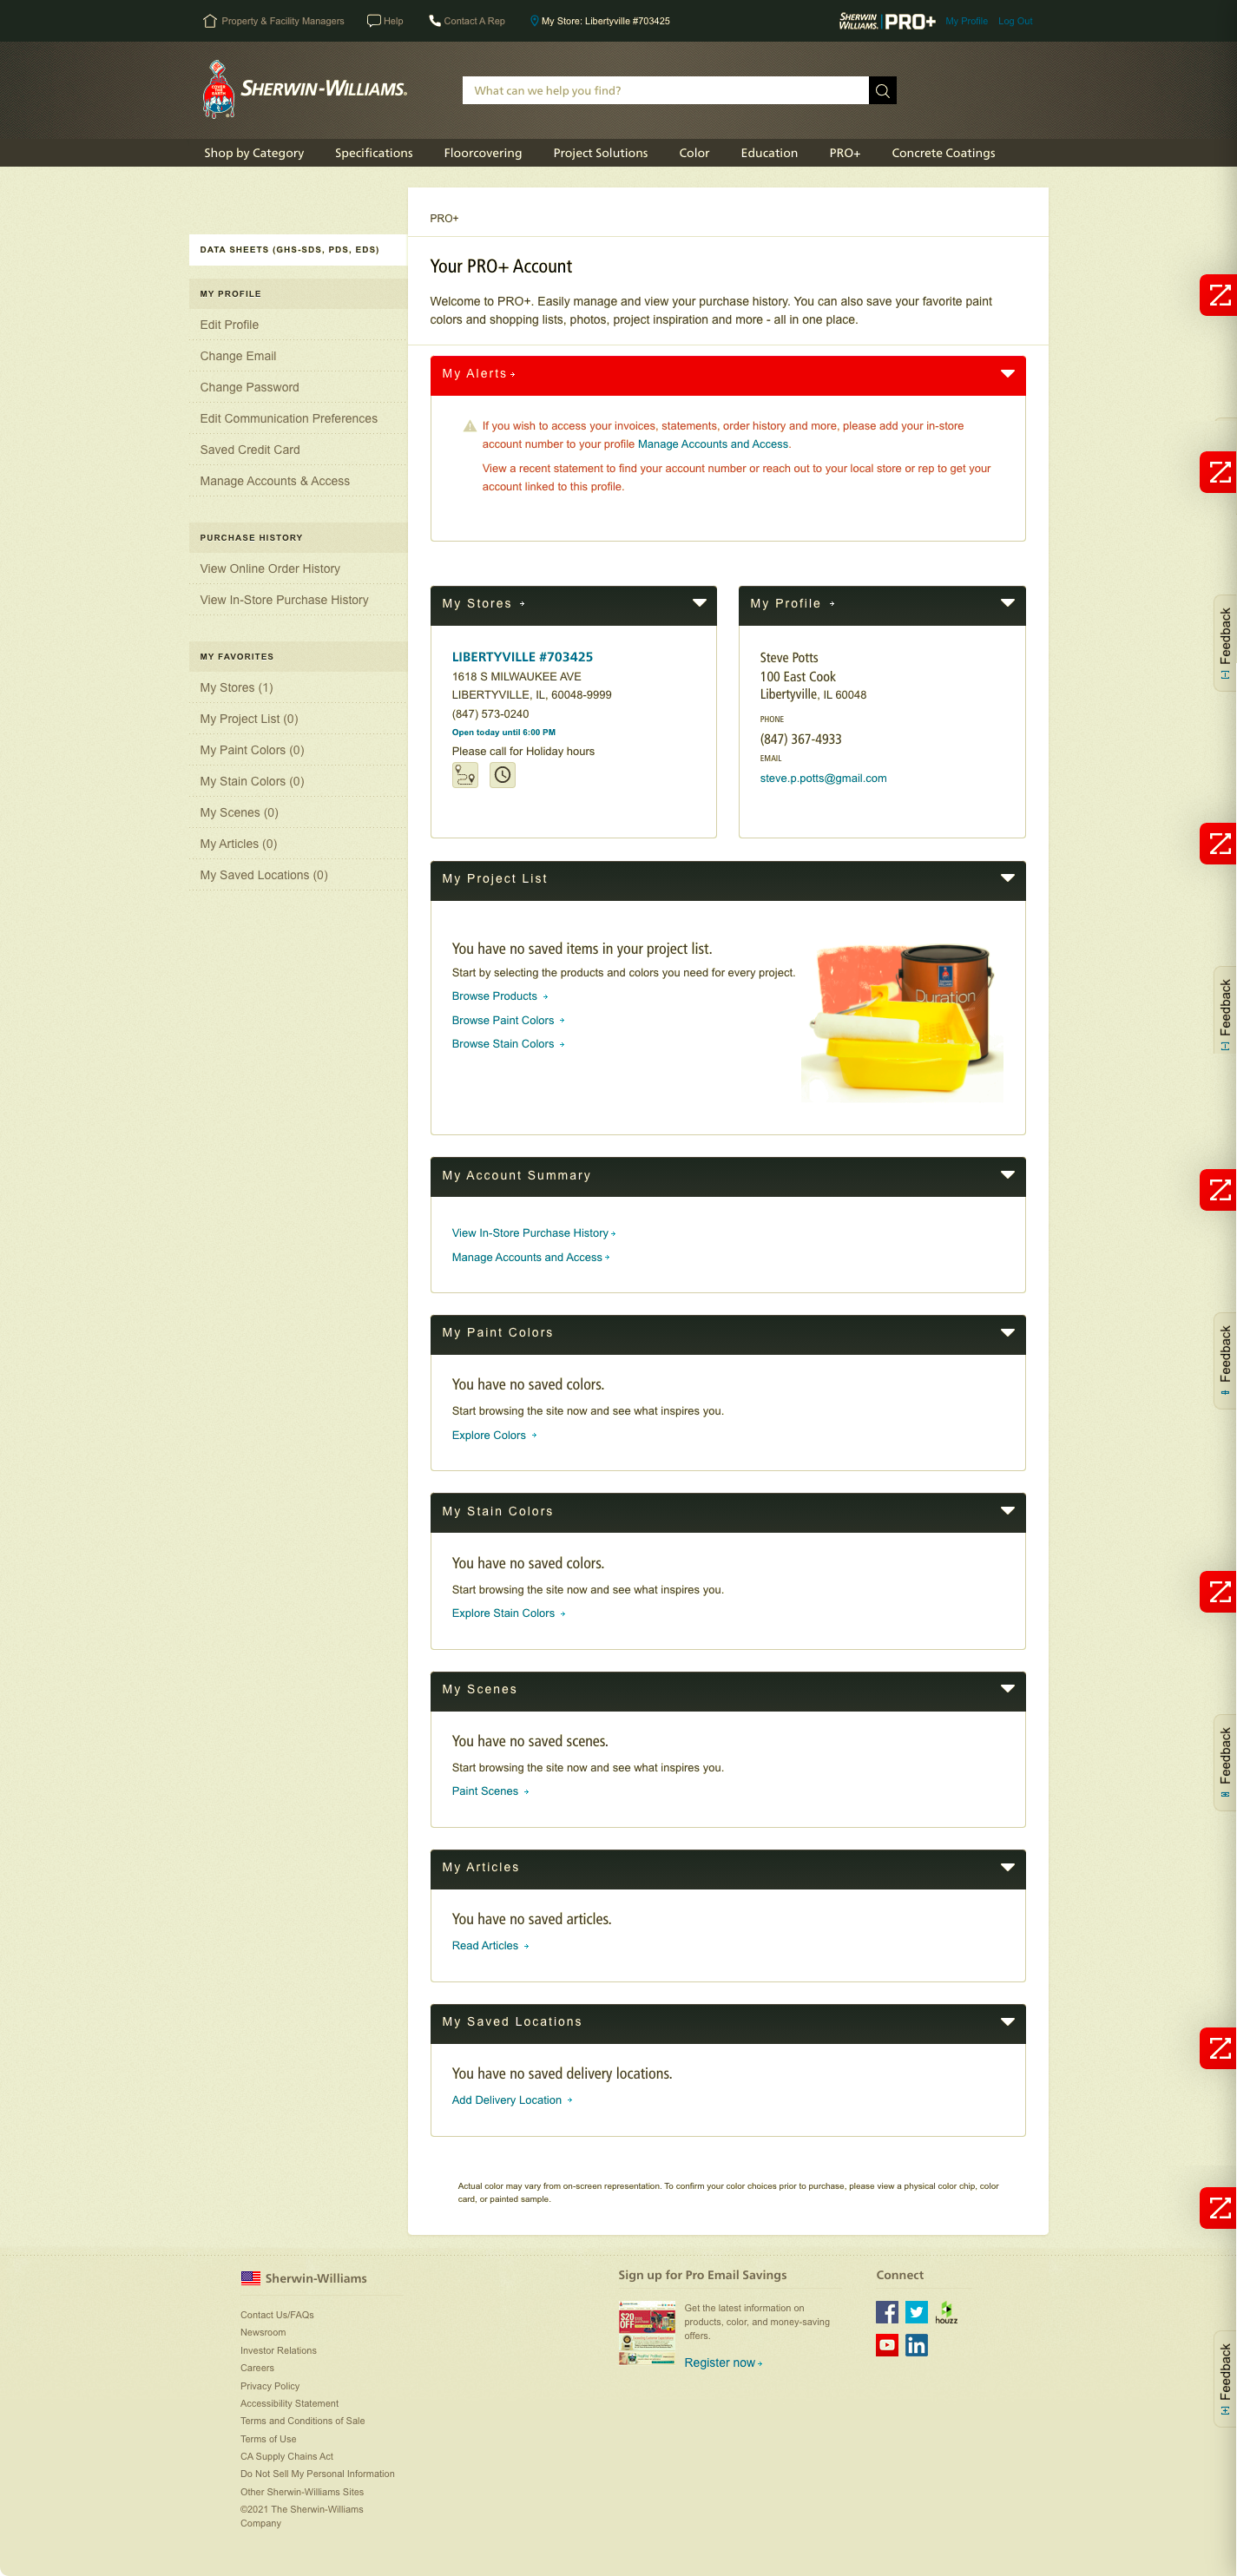 Property & Facility Managers
Help
Contact A Rep
My Store: Libertyville #703425
SHERWIN WILLIAMS. PRO+
My Profile
Log Out
COVER THE EARTH
SHERWIN-WILLIAMS.
What can we help you find?
Shop by Category
Specifications
Floorcovering
Project Solutions
Color
Education
PRO+
Concrete Coatings
DATA SHEETS (GHS-SDS, PDS, EDS)
MY PROFILE
Edit Profile
Change Email
Change Password
Edit Communication Preferences
Saved Credit Card
Manage Accounts & Access
PURCHASE HISTORY
View Online Order History
View In-Store Purchase History
MY FAVORITES
My Stores (1)
My Project List (0)
My Paint Colors (0)
My Stain Colors (0)
My Scenes (0)
My Articles (0)
My Saved Locations (0)
PRO+
Your PRO+ Account
Welcome to PRO+. Easily manage and view your purchase history. You can also save your favorite paint
colors and shopping lists, photos, project inspiration and more - all in one place.
My Alerts
If you wish to access your invoices, statements, order history and more, please add your in-store
account number to your profile Manage Accounts and Access.
View a recent statement to find your account number or reach out to your local store or rep to get your
account linked to this profile.
My Stores
LIBERTYVILLE #703425
1618 S MILWAUKEE AVE
LIBERTYVILLE, IL, 60048-9999
(847) 573-0240
Open today until 6:00 PM
Please call for Holiday hours
My Profile
Steve Potts
100 East Cook
Libertyville, IL 60048
PHONE
(847) 367-4933
EMAIL
steve.p.potts@gmail.com
My Project List
You have no saved items in your project list.
Start by selecting the products and colors you need for every project.
Browse Products
Browse Paint Colors
Browse Stain Colors
Duration
My Account Summary
View In-Store Purchase History
Manage Accounts and Access
My Paint Colors
You have no saved colors.
Start browsing the site now and see what inspires you.
Explore Colors
My Stain Colors
You have no saved colors.
Start browsing the site now and see what inspires you.
Explore Stain Colors
My Scenes
You have no saved scenes.
Start browsing the site now and see what inspires you.
Paint Scenes
My Articles
You have no saved articles.
Read Articles
My Saved Locations
You have no saved delivery locations.
Add Delivery Location
Actual color may vary from on-screen representation. To confirm your color choices prior to purchase, please view a physical color chip, color
card, or painted sample.
Feedback
Feedback
Feedback
Feedback
Feedback
Sherwin-Williams
Contact Us/FAQs
Newsroom
Investor Relations
Careers
Privacy Policy
Accessibility Statement
Terms and Conditions of Sale
Terms of Use
CA Supply Chains Act
Do Not Sell My Personal Information
Other Sherwin-Williams Sites
©2021 The Sherwin-Williams
Company
Sign up for Pro Email Savings
$20
OFF
Get the latest information on
products, color, and money-saving
offers.
Register now
Connect
houzz